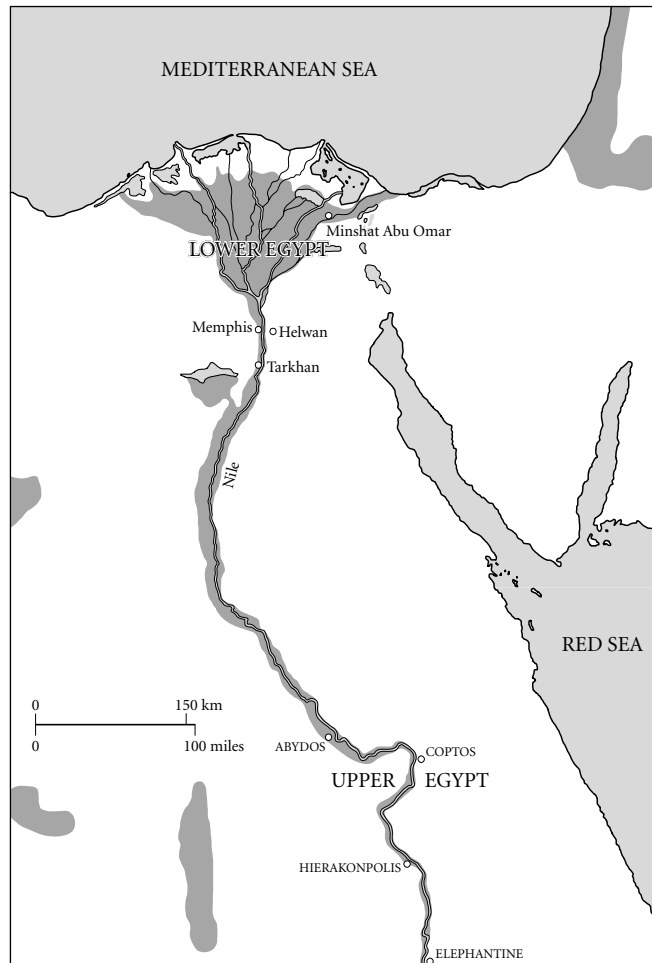 MEDITERRANEAN SEA
Minshat Abu Omar
LOWER EGYPT
Memphis
Helwan
Tarkhan
Nile
RED SEA
0 150 km
0 100 miles
ABYDOS
COPTOS
UPPER EGYPT
HIERAKONPOLIS
ELEPHANTINE